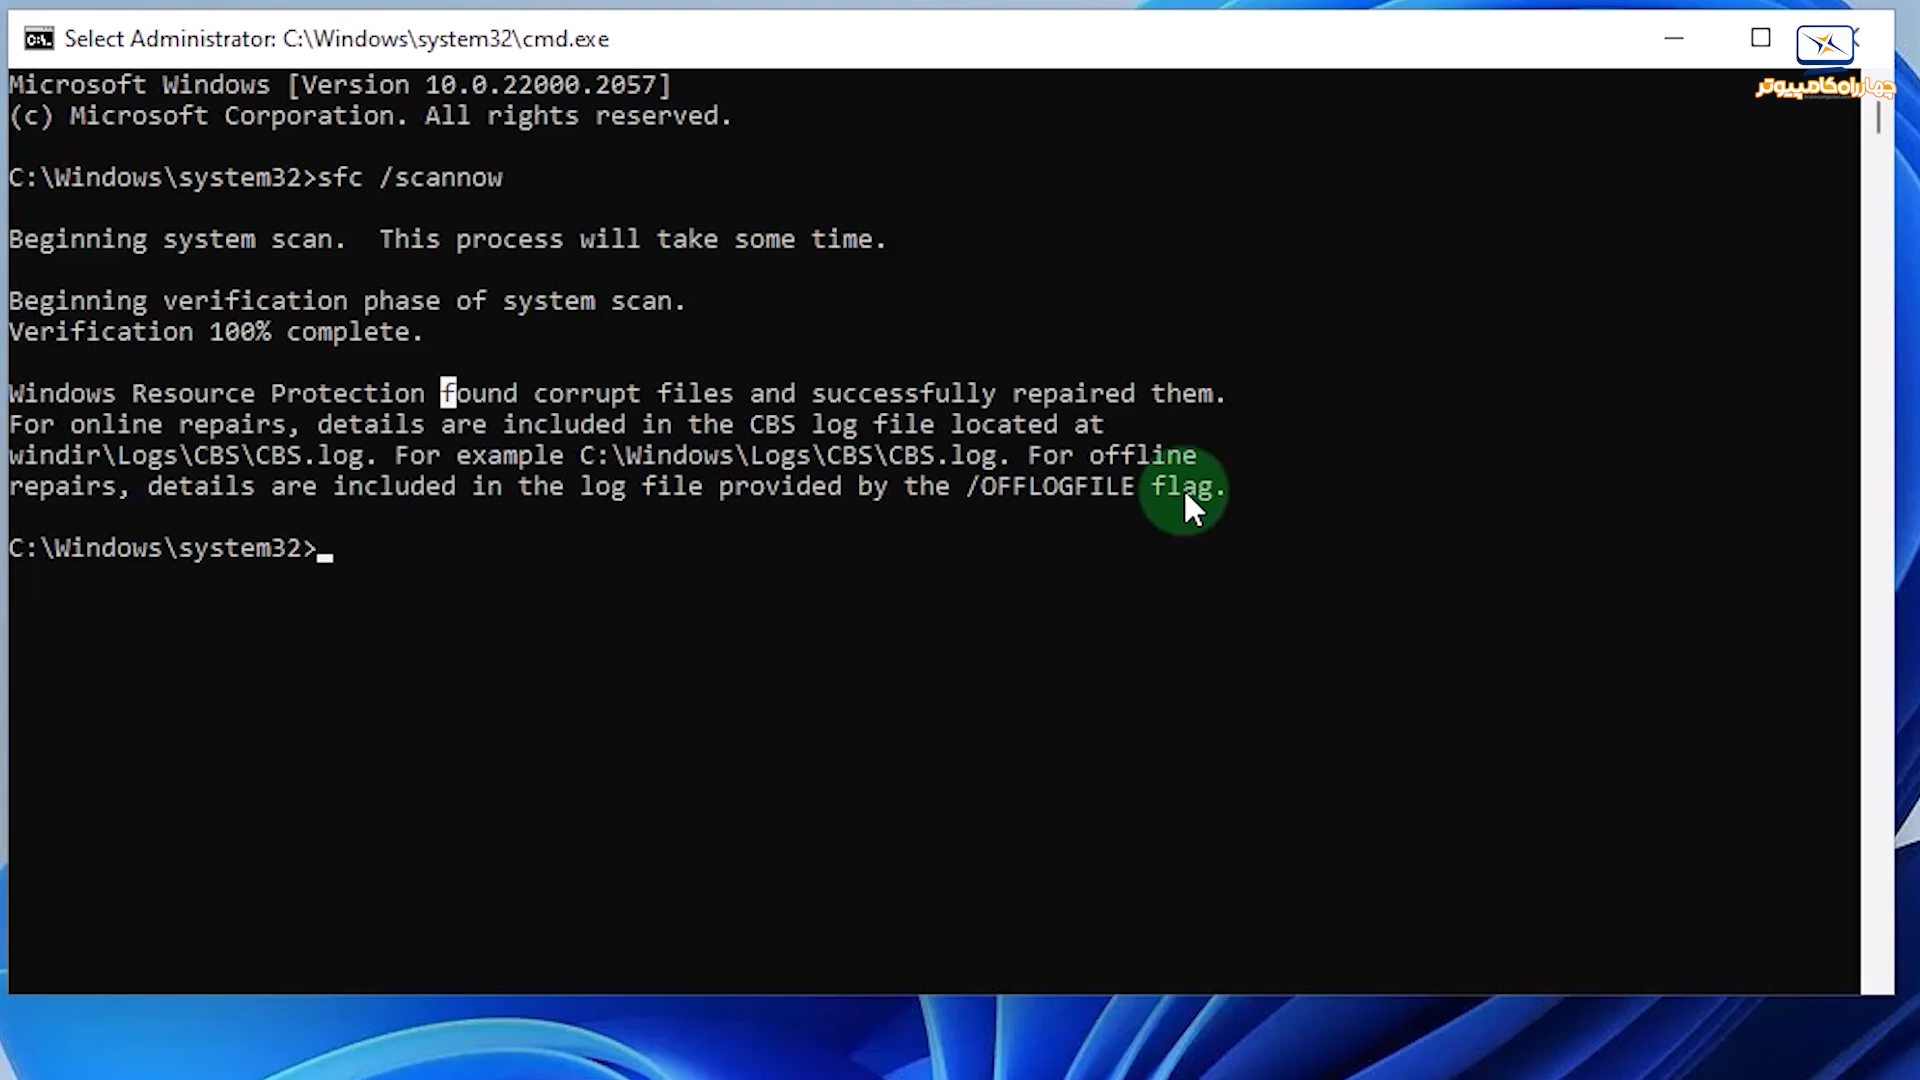 Select Administrator: C:\Windows\system32\cmd.exe
چهارراه کامپیوتر
Microsoft Windows [Version 10.0.22000.2057]
(c) Microsoft Corporation. All rights reserved.
C:\Windows\system32>sfc /scannow
Beginning system scan.  This process will take some time.
Beginning verification phase of system scan.
Verification 100% complete.
Windows Resource Protection found corrupt files and successfully repaired them.
For online repairs, details are included in the CBS log file located at
windir\Logs\CBS\CBS.log. For example C:\Windows\Logs\CBS\CBS.log. For offline
repairs, details are included in the log file provided by the /OFFLOGFILE flag.
C:\Windows\system32>